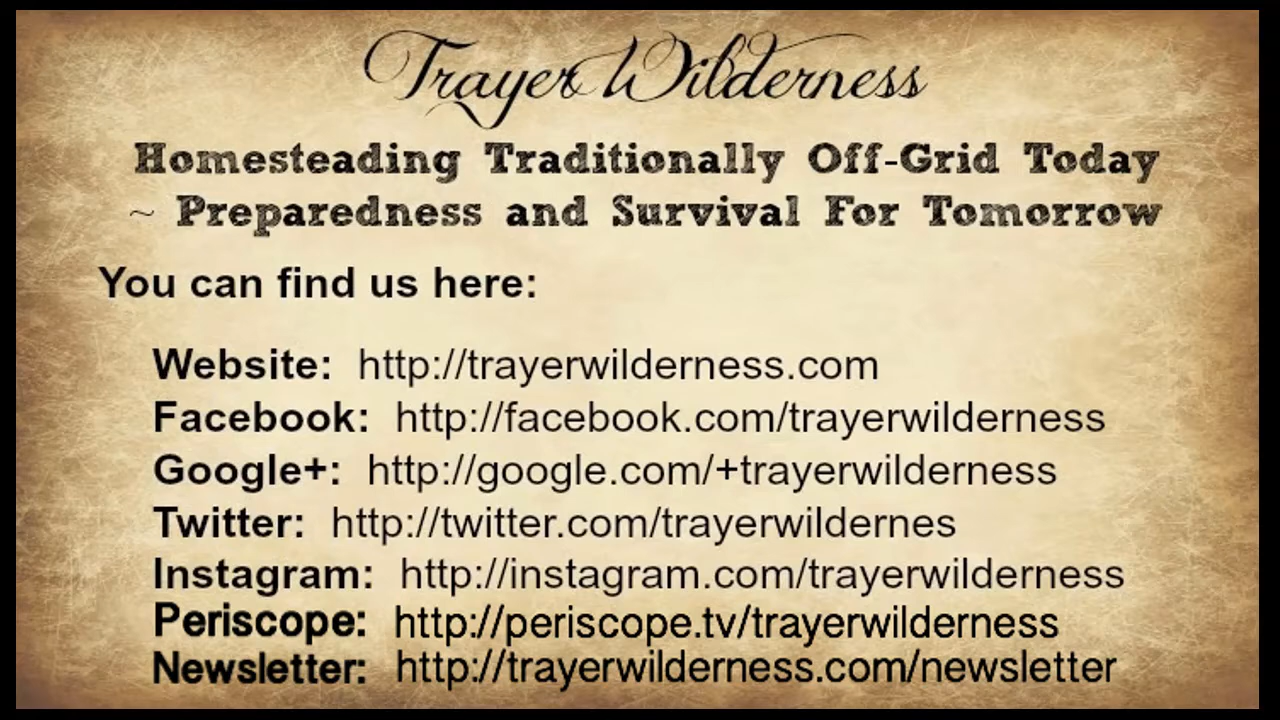 Trayer Wilderness
Homesteading Traditionally Off-Grid Today
~ Preparedness and Survival For Tomorrow
You can find us here:
Website: http://trayerwilderness.com
Facebook: http://facebook.com/trayerwilderness
Google+: http://google.com/+trayerwilderness
Twitter: http://twitter.com/trayerwildernes
Instagram: http://instagram.com/trayerwilderness
Periscope: http://periscope.tv/trayerwilderness
Newsletter: http://trayerwilderness.com/newsletter